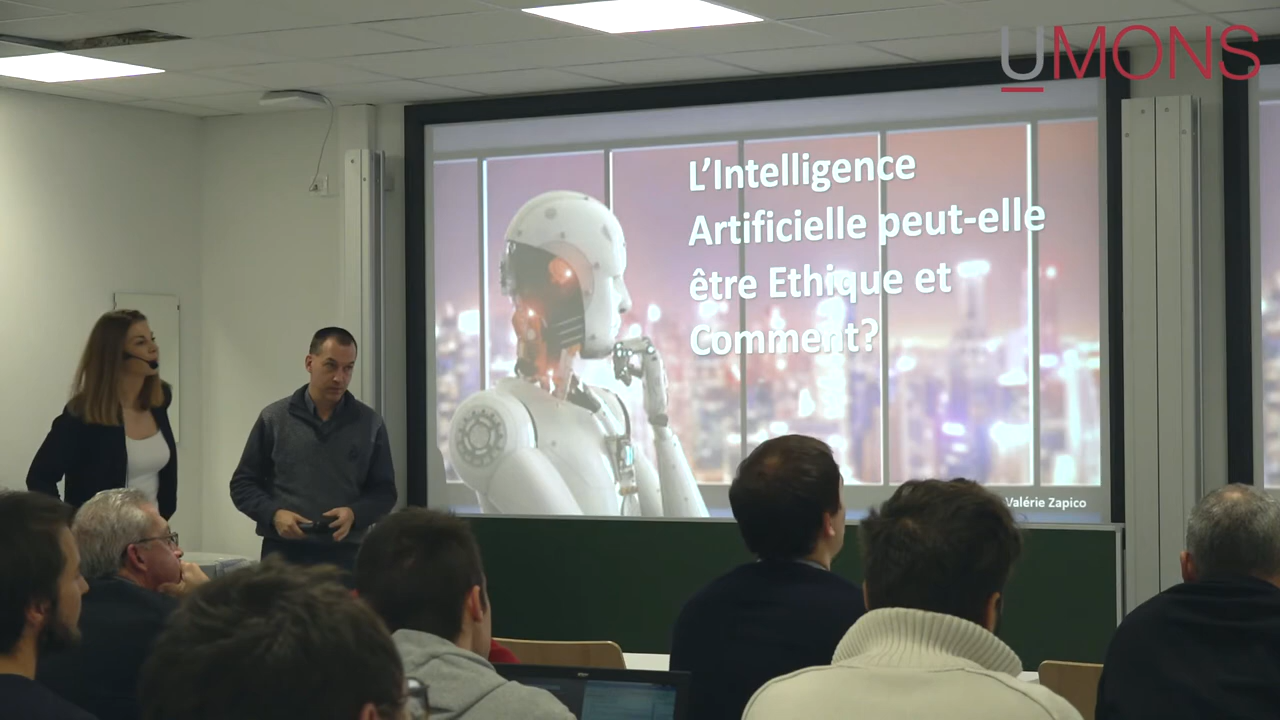 UMONS
L'Intelligence
Artificielle peut-elle
être Ethique et
Comment?
Valérie Zapico